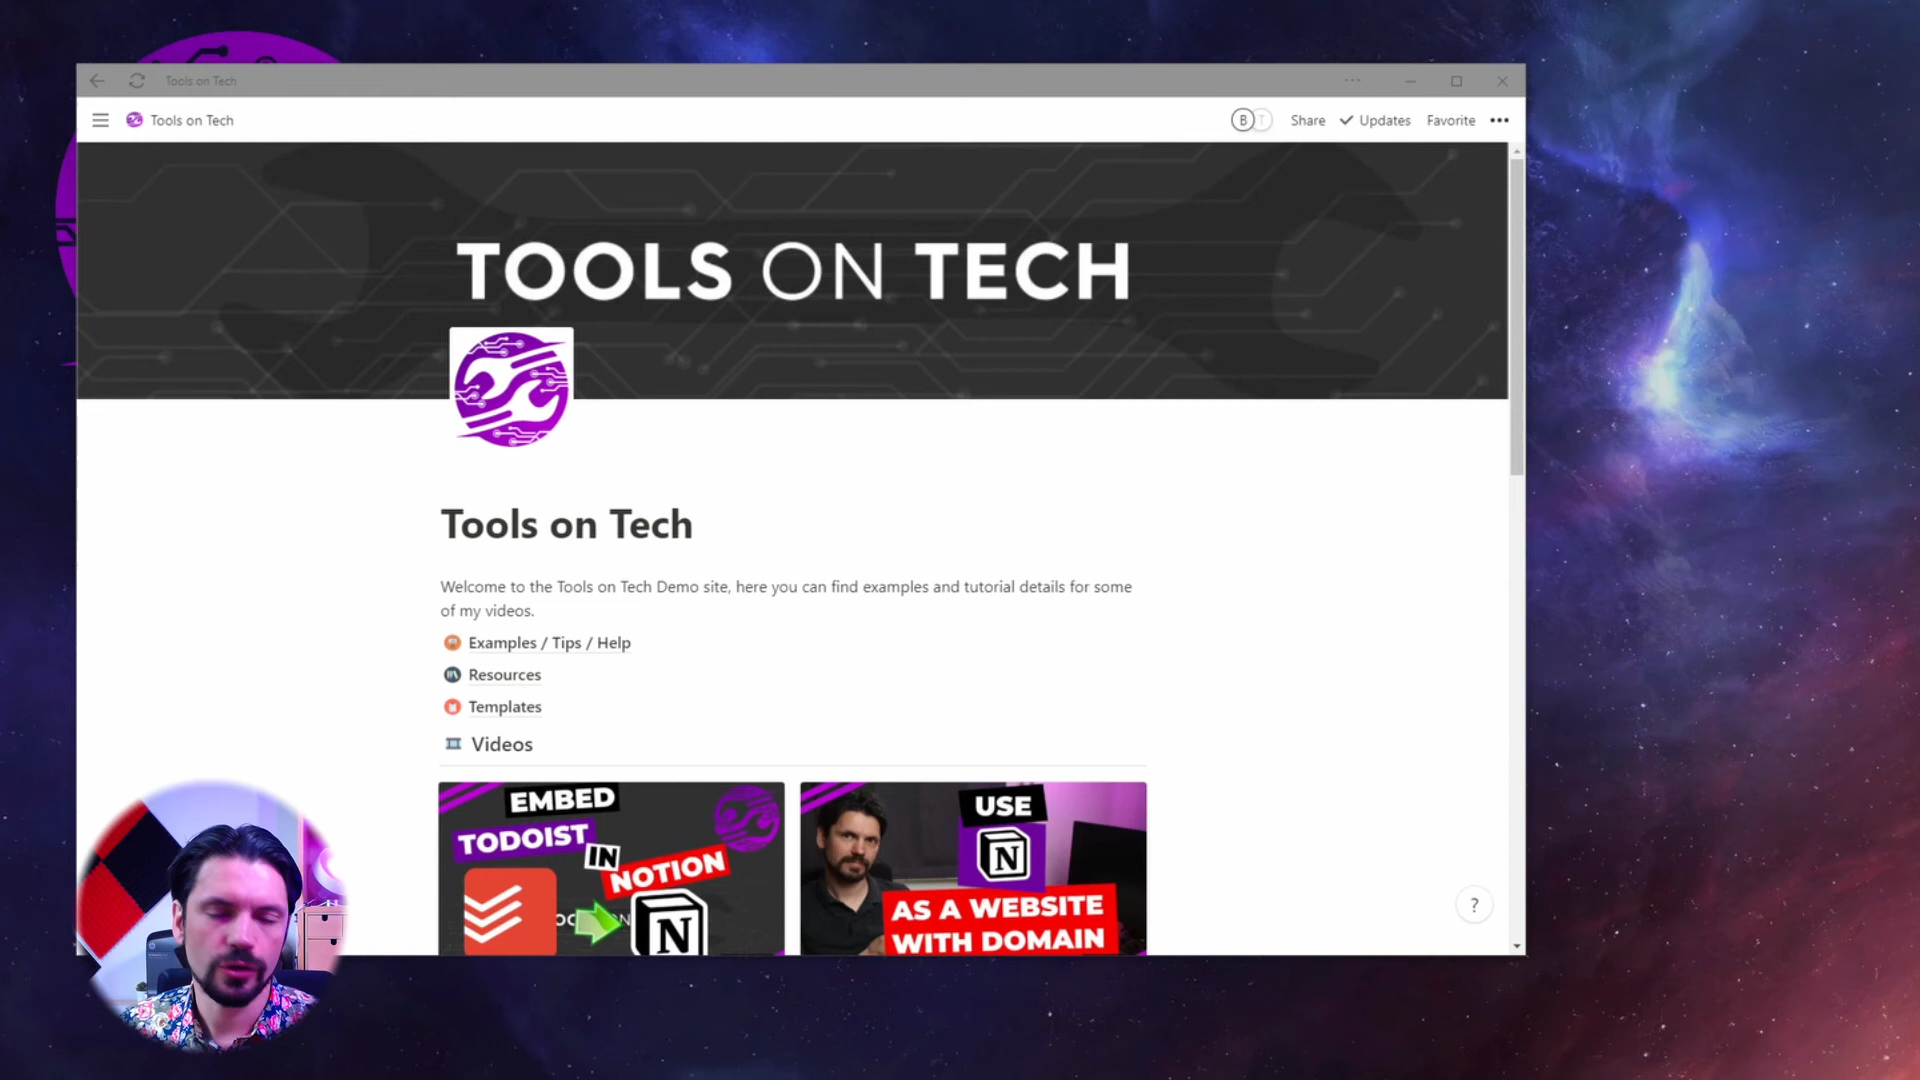 Tools on Tech
Tools on Tech
B T Share Updates Favorite
TOOLS ON TECH
Tools on Tech
Welcome to the Tools on Tech Demo site, here you can find examples and tutorial details for some
of my videos.
Examples / Tips / Help
Resources
Templates
Videos
EMBED
TODOIST
IN
NOTION
N
USE
N
AS A WEBSITE
WITH DOMAIN
?